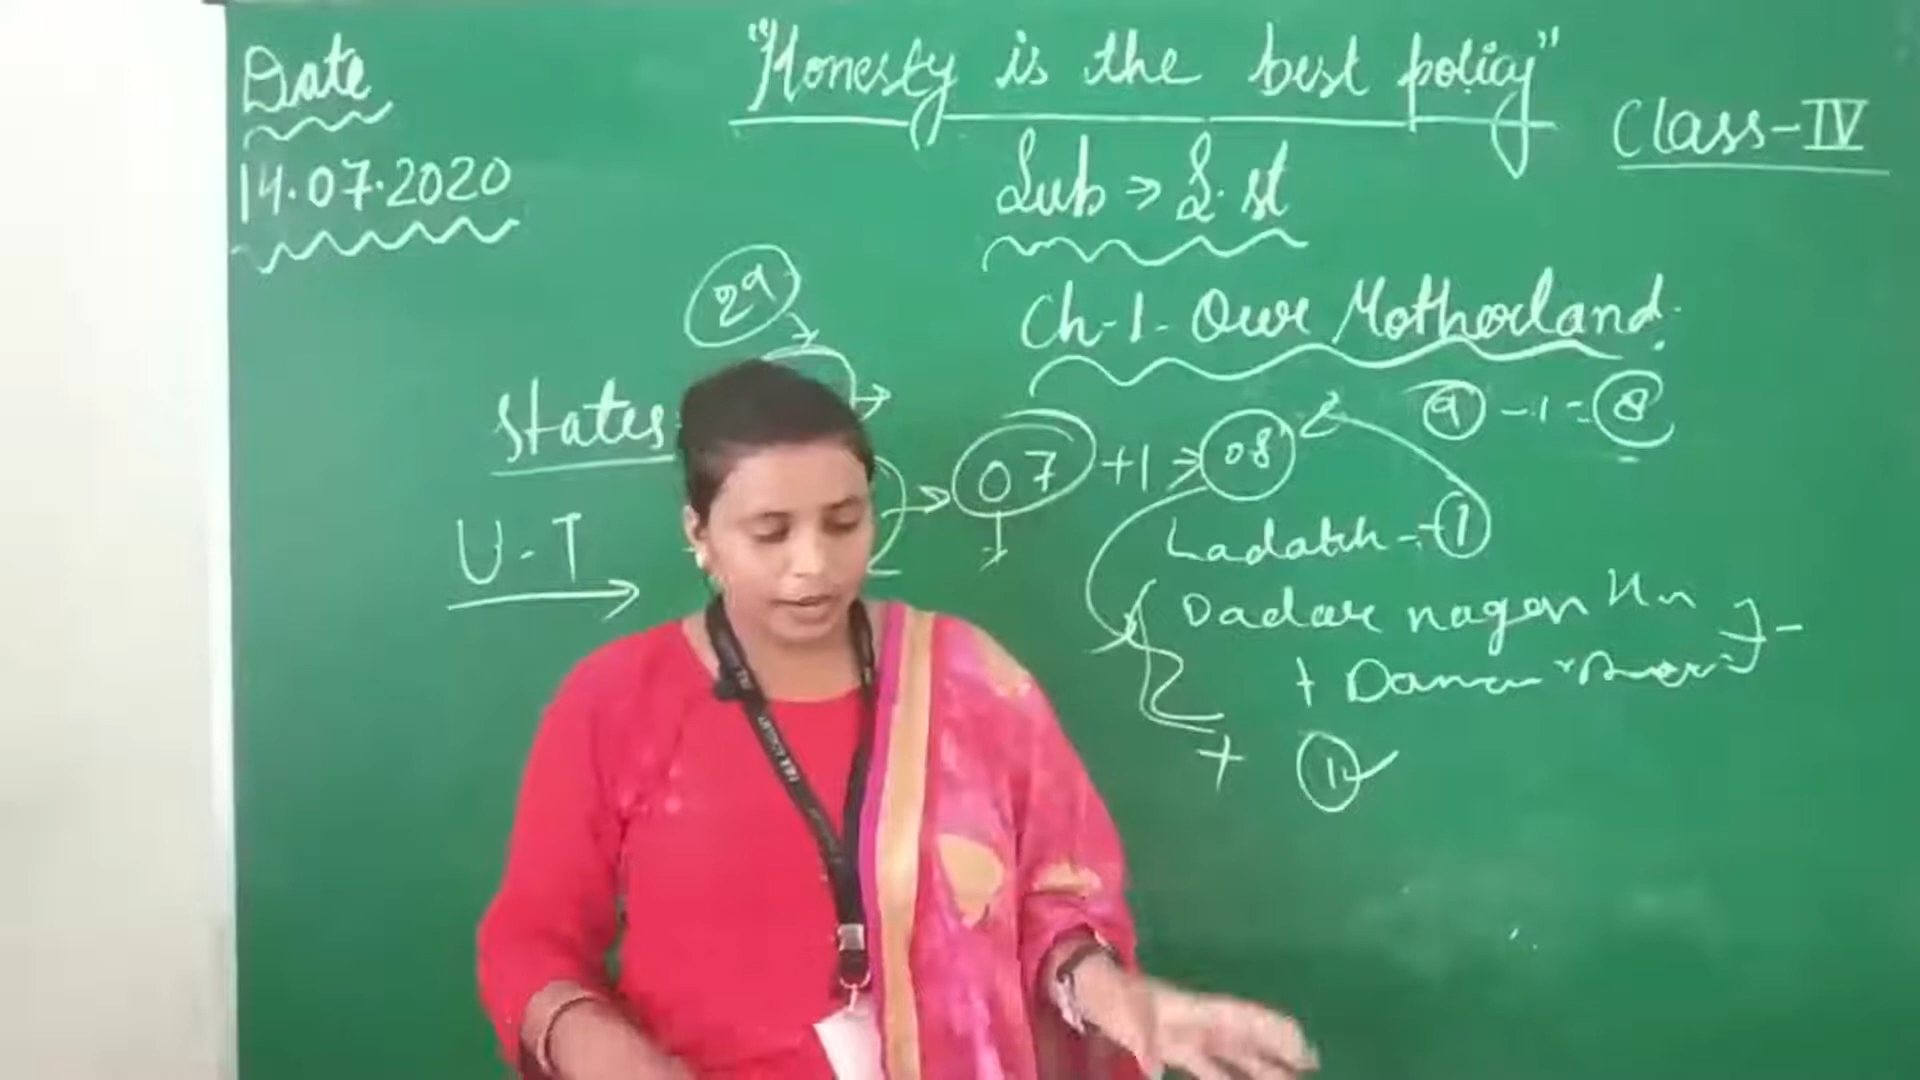 Date
14.07.2020
"Honesty is the best policy"
Class-IV
Sub → S.st
Ch-1. Our Motherland.
29
States
U-T
07 +1 → 08
9 - 1 = 8
Ladakh - 1
Dadar nagar
+ Daman
+ 1